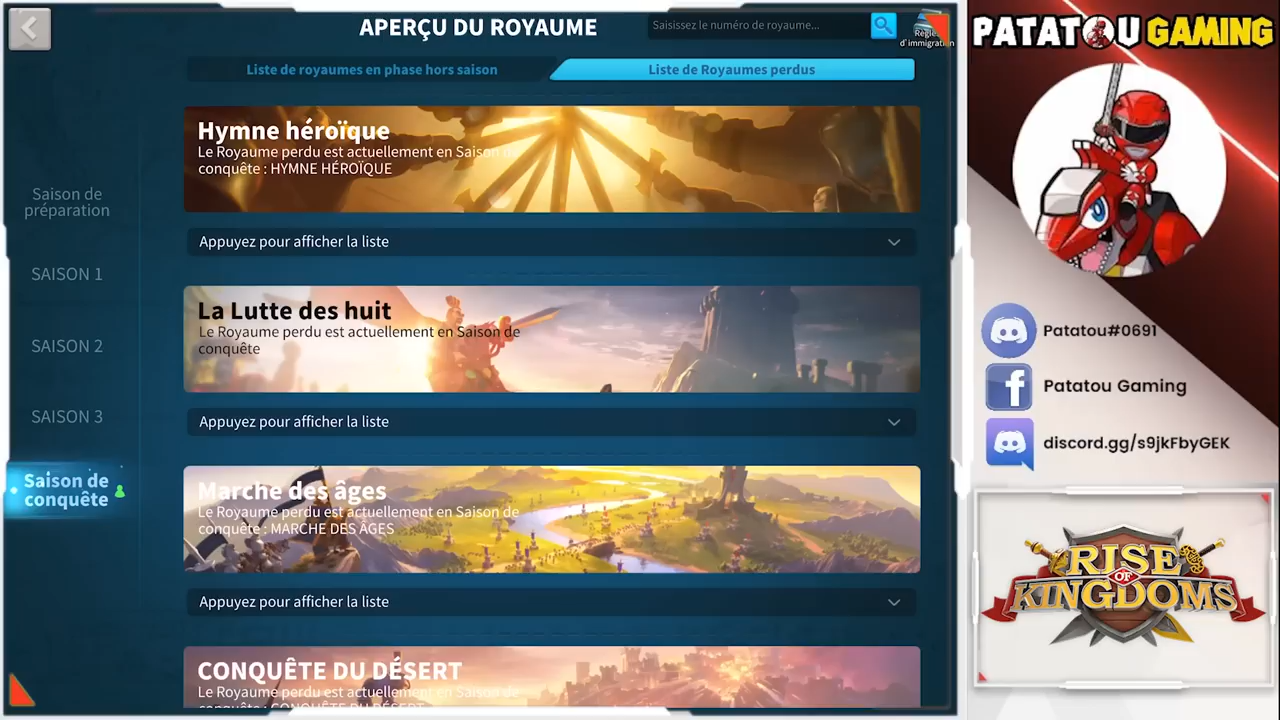 APERÇU DU ROYAUME
Saisissez le numéro de royaume...
Règles
d'immigration
Liste de royaumes en phase hors saison
Liste de Royaumes perdus
Saison de
préparation
SAISON 1
SAISON 2
SAISON 3
Saison de
conquête
Hymne héroïque
Le Royaume perdu est actuellement en Saison de
conquête : HYMNE HÉROÏQUE
Appuyez pour afficher la liste
La Lutte des huit
Le Royaume perdu est actuellement en Saison de
conquête
Appuyez pour afficher la liste
Marche des âges
Le Royaume perdu est actuellement en Saison de
conquête : MARCHE DES ÂGES
Appuyez pour afficher la liste
CONQUÊTE DU DÉSERT
Le Royaume perdu est actuellement en Saison de
conquête : CONQUÊTE DU DÉSERT
PATATOU GAMING
Patatou#0691
Patatou Gaming
discord.gg/s9jkFbyGEK
RISE
OF
KINGDOMS